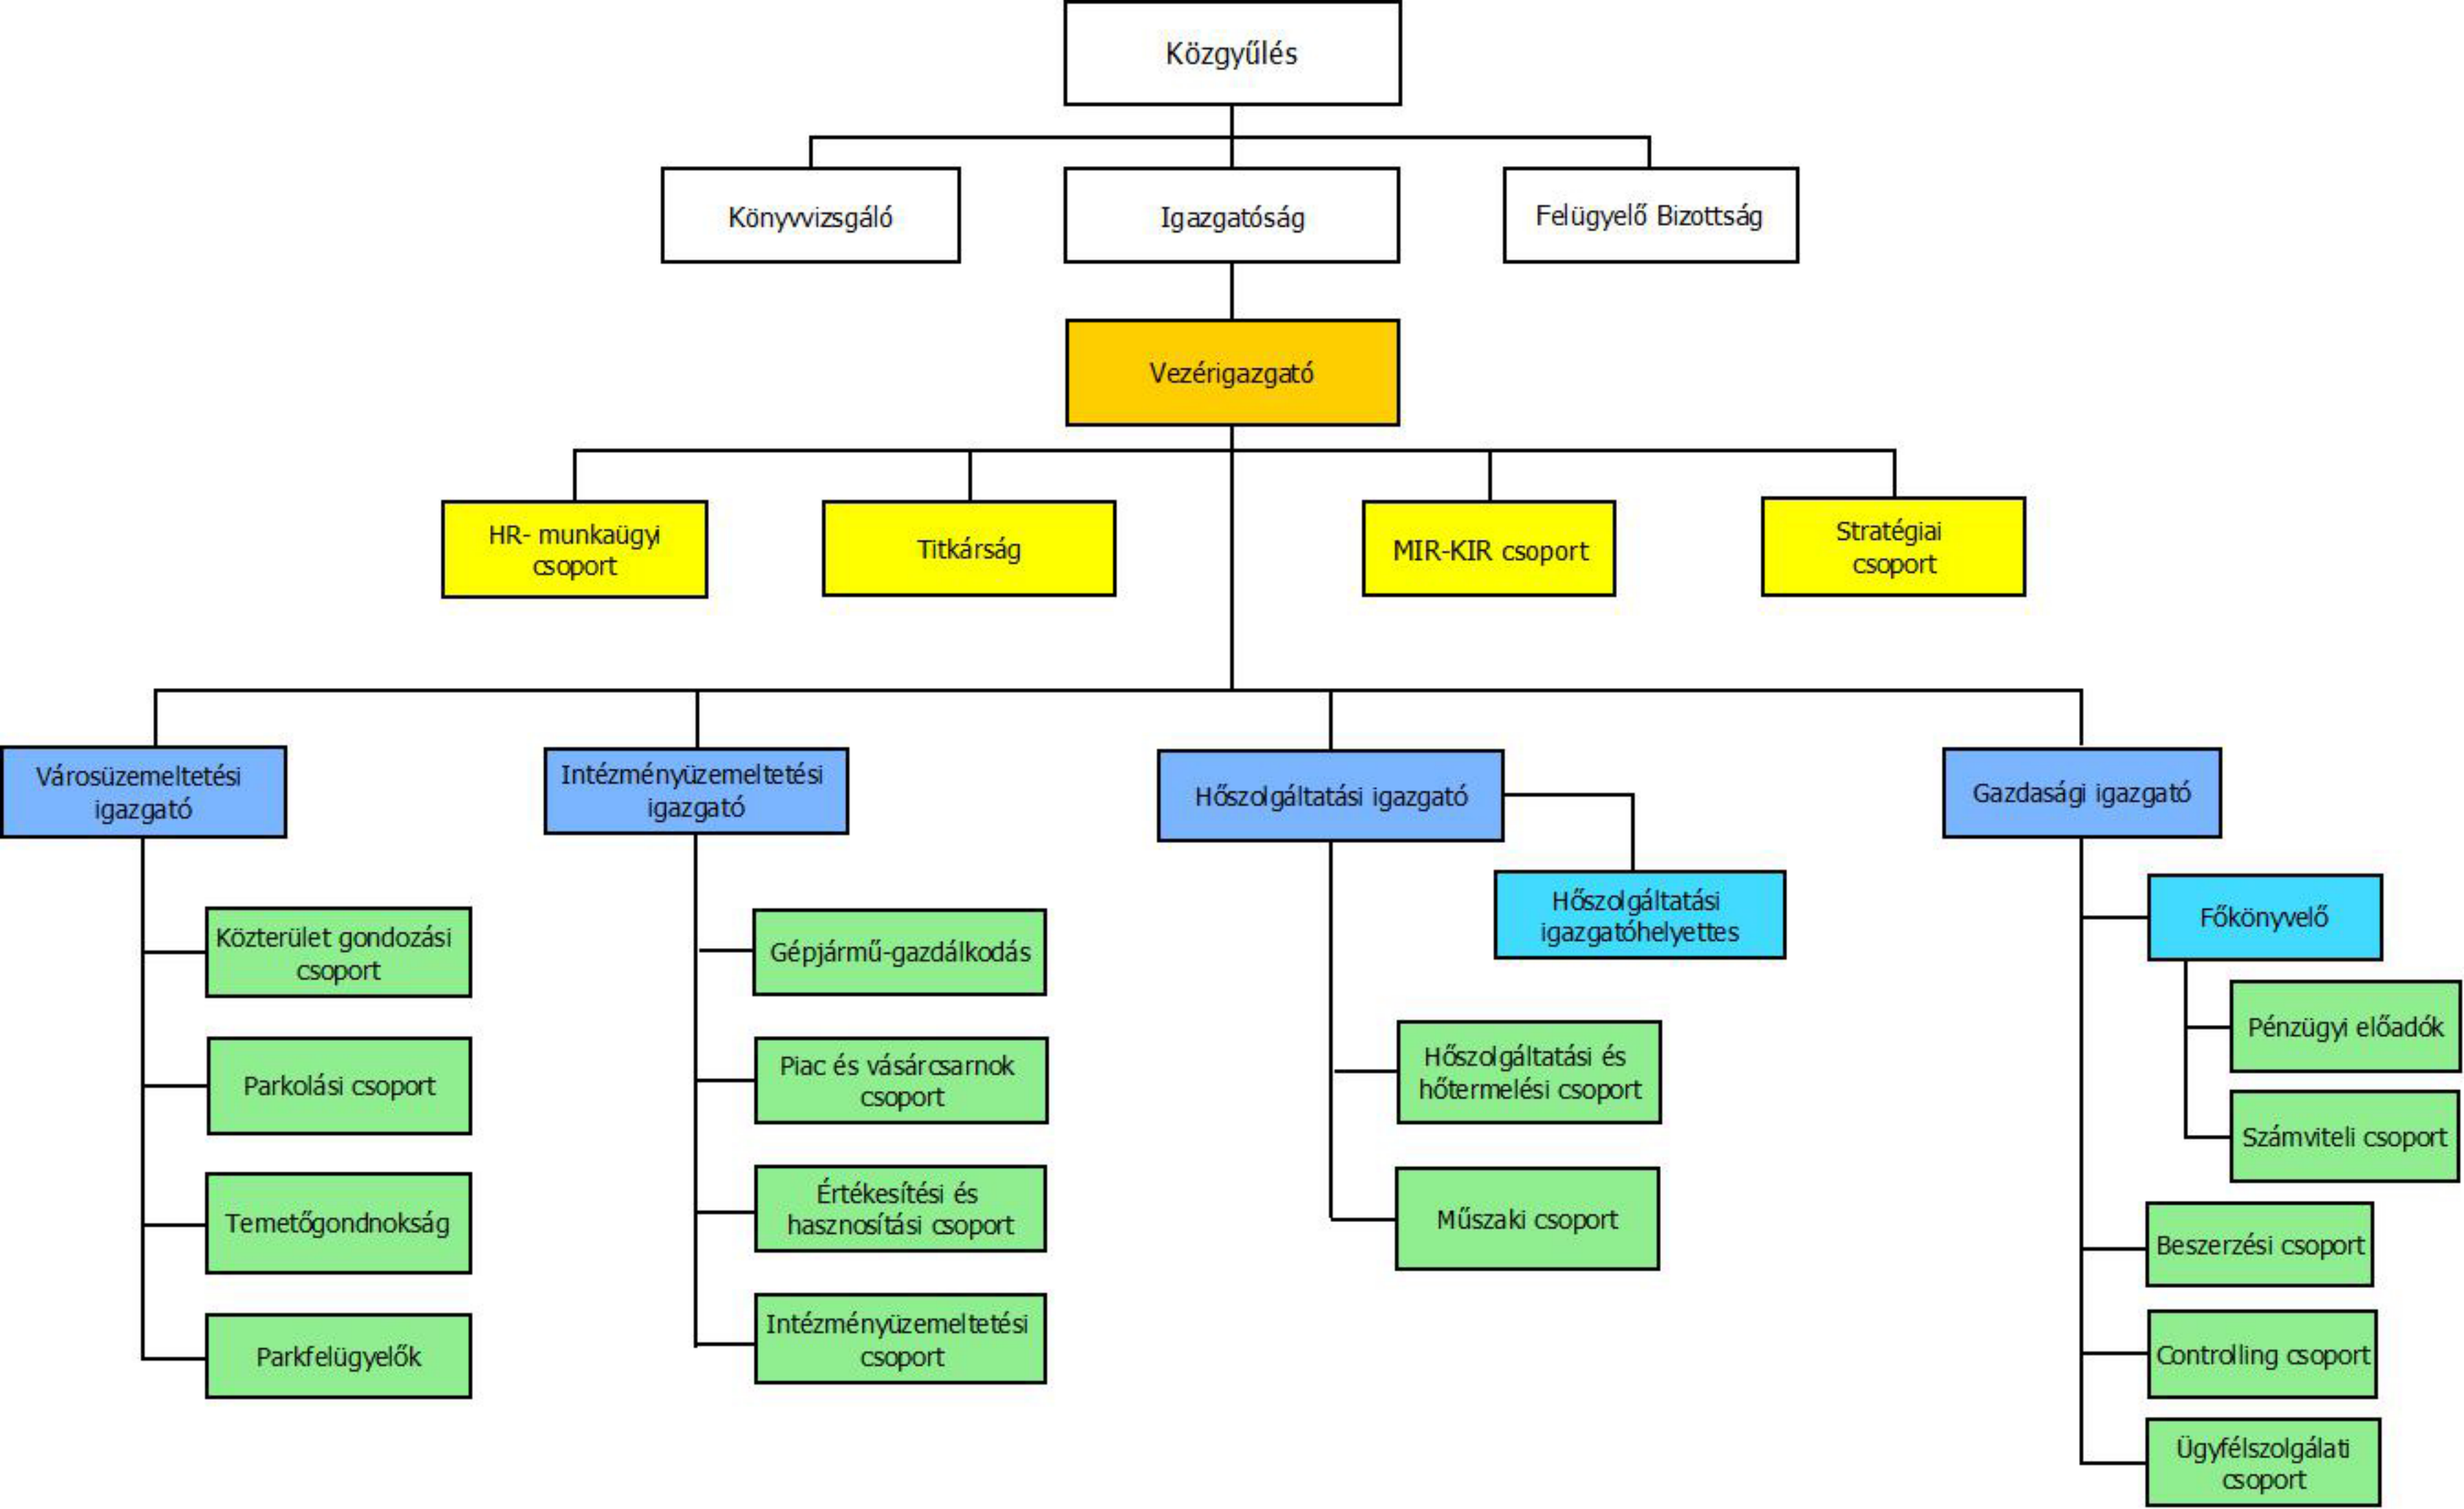 Közgyűlés
Könyvvizsgáló
Igazgatóság
Felügyelő Bizottság
Vezérigazgató
HR- munkaügyi
csoport
Titkárság
MIR-KIR csoport
Stratégiai
csoport
Városüzemeltetési
igazgató
Intézményüzemeltetési
igazgató
Hőszolgáltatási igazgató
Gazdasági igazgató
Közterület gondozási
csoport
Parkolási csoport
Temetőgondnokság
Parkfelügyelők
Gépjármű-gazdálkodás
Piac és vásárcsarnok
csoport
Értékesítési és
hasznosítási csoport
Intézményüzemeltetési
csoport
Hőszolgáltatási
igazgatóhelyettes
Hőszolgáltatási és
hőtermelési csoport
Műszaki csoport
Főkönyvelő
Pénzügyi előadók
Számviteli csoport
Beszerzési csoport
Controlling csoport
Ügyfélszolgálati
csoport